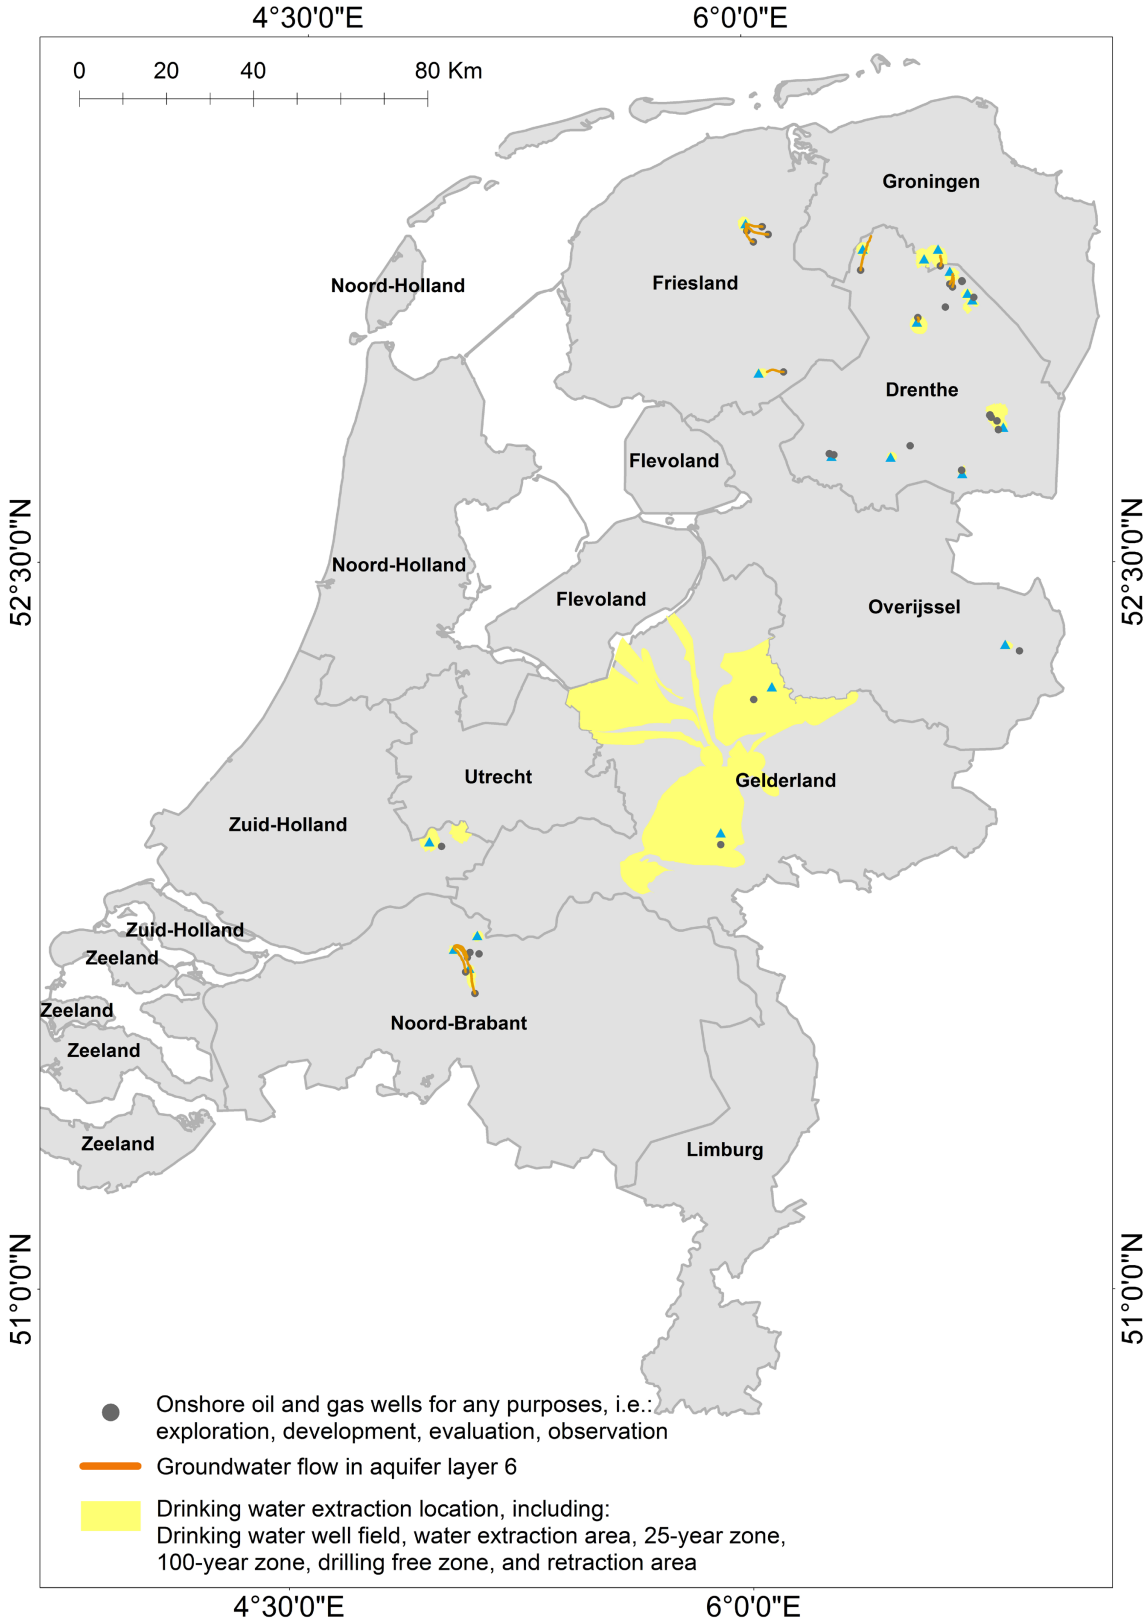 4°30'0"E
6°0'0"E
0
20
40
80 Km
Groningen
Noord-Holland
Friesland
Drenthe
Flevoland
52°30'0"N
52°30'0"N
Noord-Holland
Flevoland
Overijssel
Utrecht
Gelderland
Zuid-Holland
Zuid-Holland
Zeeland
Zeeland
Noord-Brabant
Zeeland
Zeeland
Limburg
51°0'0"N
51°0'0"N
Onshore oil and gas wells for any purposes, i.e.:
exploration, development, evaluation, observation
Groundwater flow in aquifer layer 6
Drinking water extraction location, including:
Drinking water well field, water extraction area, 25-year zone,
100-year zone, drilling free zone, and retraction area
4°30'0"E
6°0'0"E